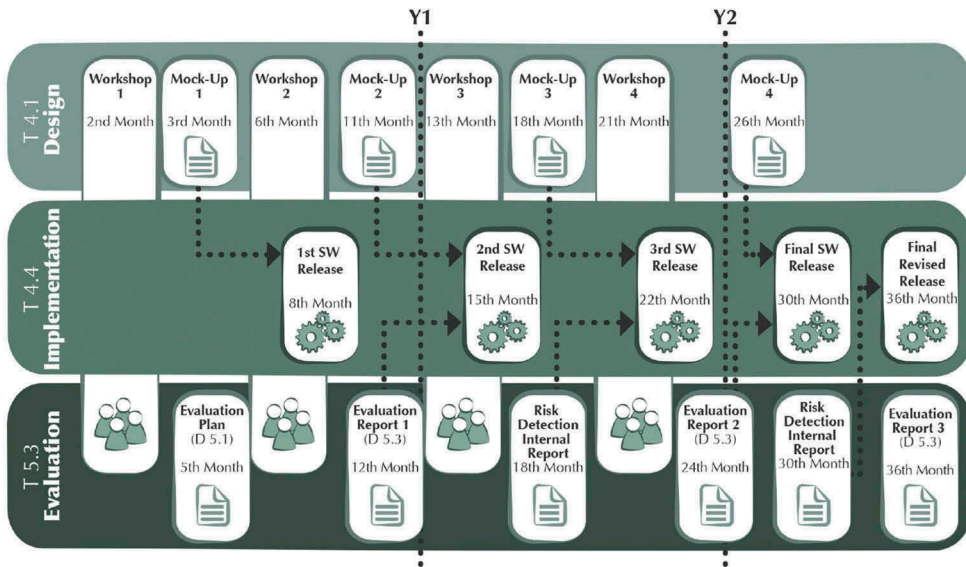 Y1
Y2
T 4.1
Design
Workshop
1
2nd Month
Mock-Up
1
3rd Month
Workshop
2
6th Month
Mock-Up
2
11th Month
Workshop
3
13th Month
Mock-Up
3
18th Month
Workshop
4
21th Month
Mock-Up
4
26th Month
T 4.4
Implementation
1st SW
Release
8th Month
2nd SW
Release
15th Month
3rd SW
Release
22th Month
Final SW
Release
30th Month
Final
Revised
Release
36th Month
T 5.3
Evaluation
Evaluation
Plan
(D 5.1)
5th Month
Evaluation
Report 1
(D 5.3)
12th Month
Risk
Detection
Internal
Report
18th Month
Evaluation
Report 2
(D 5.3)
24th Month
Risk
Detection
Internal
Report
30th Month
Evaluation
Report 3
(D 5.3)
36th Month